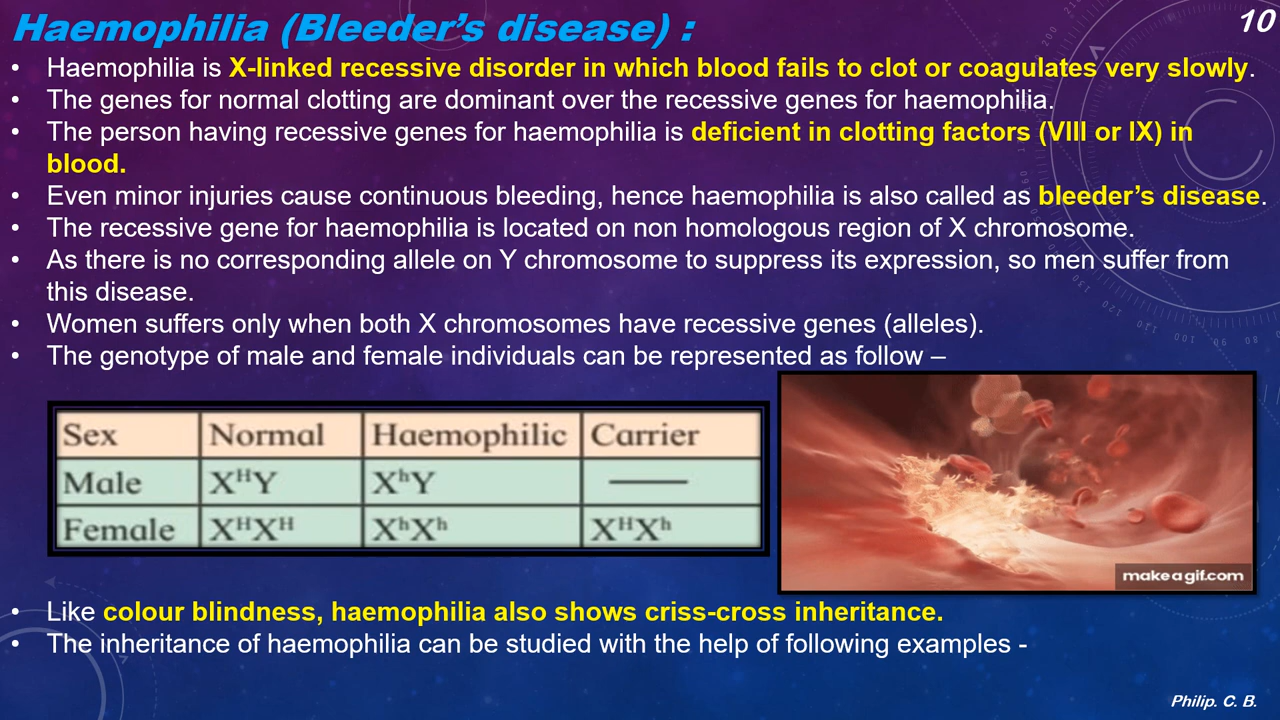 Haemophilia (Bleeder's disease) :
10
• Haemophilia is X-linked recessive disorder in which blood fails to clot or coagulates very slowly.
• The genes for normal clotting are dominant over the recessive genes for haemophilia.
• The person having recessive genes for haemophilia is deficient in clotting factors (VIII or IX) in
blood.
• Even minor injuries cause continuous bleeding, hence haemophilia is also called as bleeder's disease.
• The recessive gene for haemophilia is located on non homologous region of X chromosome.
• As there is no corresponding allele on Y chromosome to suppress its expression, so men suffer from
this disease.
• Women suffers only when both X chromosomes have recessive genes (alleles).
• The genotype of male and female individuals can be represented as follow –
Sex Normal Haemophilic Carrier
Male XᴴY XʰY —
Female XᴴXᴴ XʰXʰ XᴴXʰ
makeagif.com
• Like colour blindness, haemophilia also shows criss-cross inheritance.
• The inheritance of haemophilia can be studied with the help of following examples -
Philip. C. B.